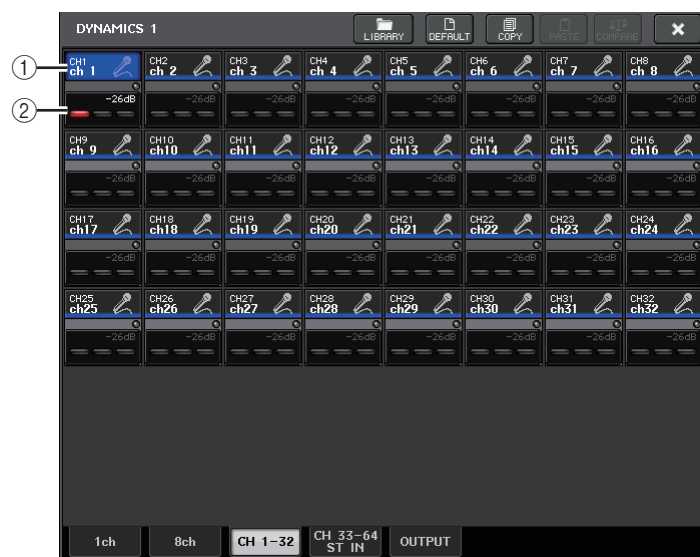 DYNAMICS 1
LIBRARY DEFAULT COPY PASTE COMPARE
① CH1 CH2 CH3 CH4 CH5 CH6 CH7 CH8
ch 1 ch 2 ch 3 ch 4 ch 5 ch 6 ch 7 ch 8
② -26dB -26dB -26dB -26dB -26dB -26dB -26dB -26dB
CH9 CH10 CH11 CH12 CH13 CH14 CH15 CH16
ch 9 ch10 ch11 ch12 ch13 ch14 ch15 ch16
-26dB -26dB -26dB -26dB -26dB -26dB -26dB -26dB
CH17 CH18 CH19 CH20 CH21 CH22 CH23 CH24
ch17 ch18 ch19 ch20 ch21 ch22 ch23 ch24
-26dB -26dB -26dB -26dB -26dB -26dB -26dB -26dB
CH25 CH26 CH27 CH28 CH29 CH30 CH31 CH32
ch25 ch26 ch27 ch28 ch29 ch30 ch31 ch32
-26dB -26dB -26dB -26dB -26dB -26dB -26dB -26dB
1ch 8ch CH 1-32 CH 33-64 OUTPUT
ST IN